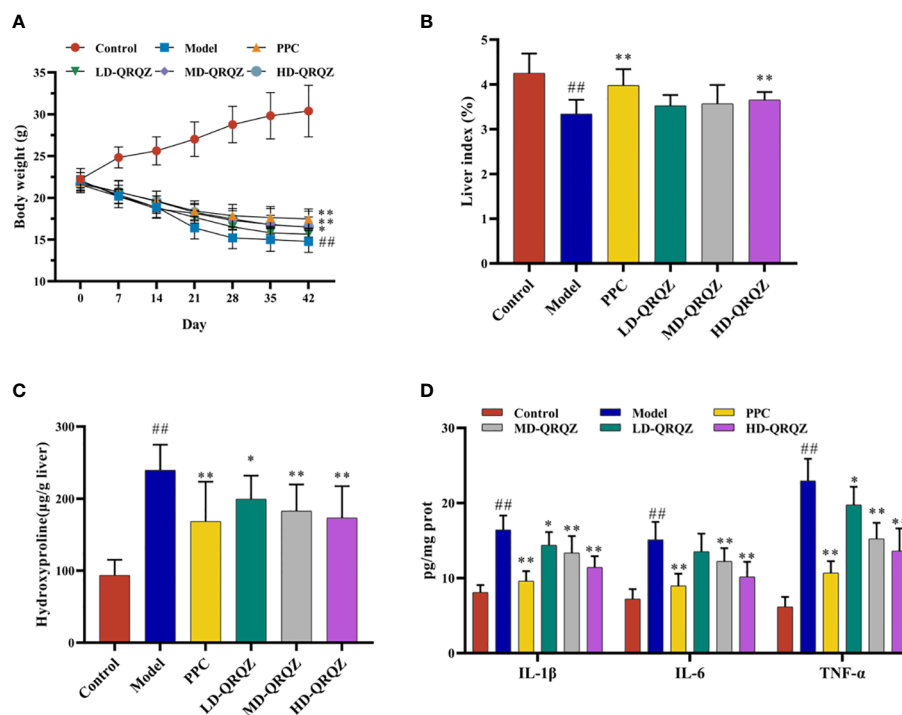 A
Control Model PPC
LD-QRQZ MD-QRQZ HD-QRQZ
Body weight (g)
35
30
25
20
15
10
**
**
*
##
0 7 14 21 28 35 42
Day
B
Liver index (%)
5
4
3
2
1
0
## ** **
Control Model PPC LD-QRQZ MD-QRQZ HD-QRQZ
C
Hydroxyproline(μg/g liver)
300
200
100
0
## ** * ** **
Control Model PPC LD-QRQZ MD-QRQZ HD-QRQZ
D
Control Model PPC
MD-QRQZ LD-QRQZ HD-QRQZ
pg/mg prot
30
20
10
0
## ** * ** **
## ** ** **
## ** * ** **
IL-1β IL-6 TNF-α